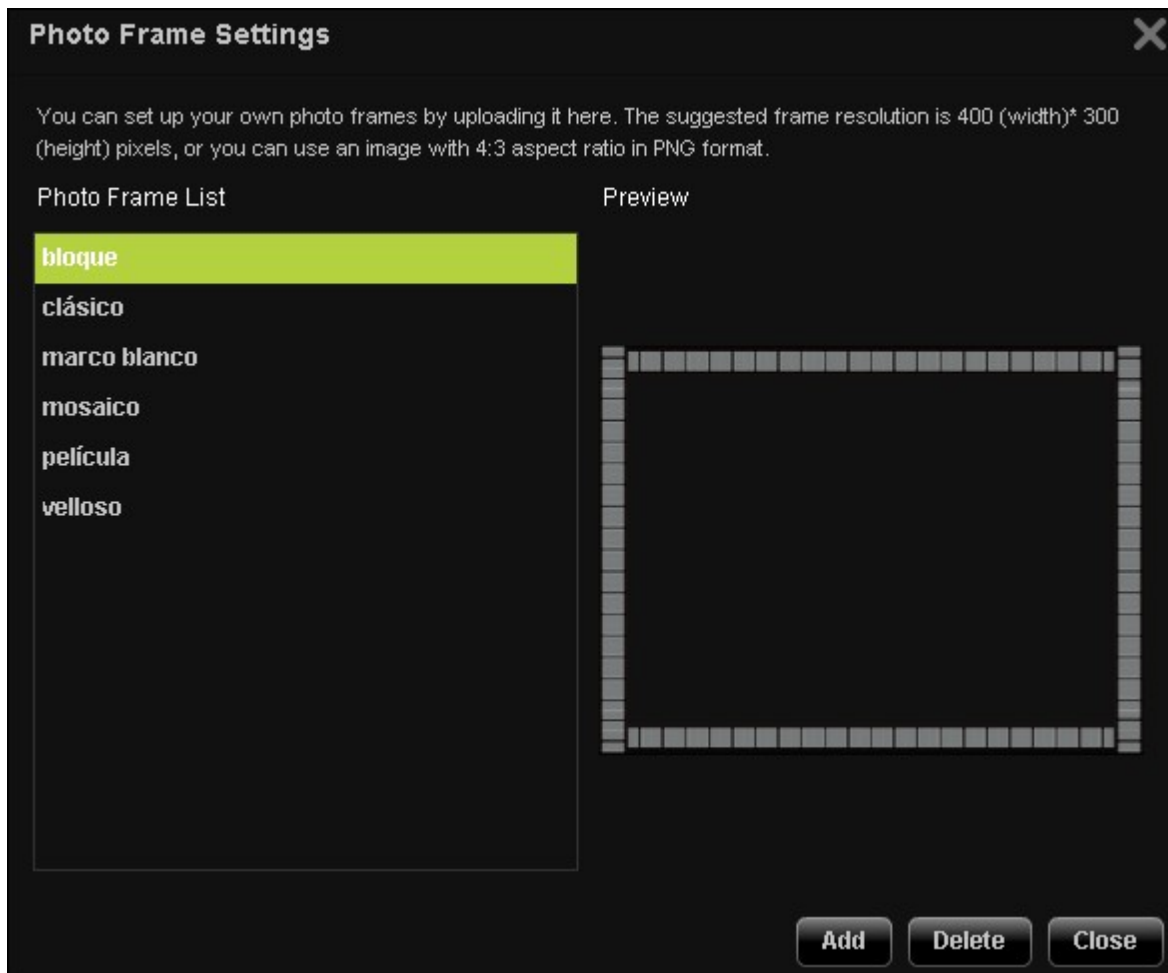 Photo Frame Settings
You can set up your own photo frames by uploading it here. The suggested frame resolution is 400 (width)* 300
(height) pixels, or you can use an image with 4:3 aspect ratio in PNG format.
Photo Frame List
Preview
bloque
clásico
marco blanco
mosaico
película
velloso
Add
Delete
Close